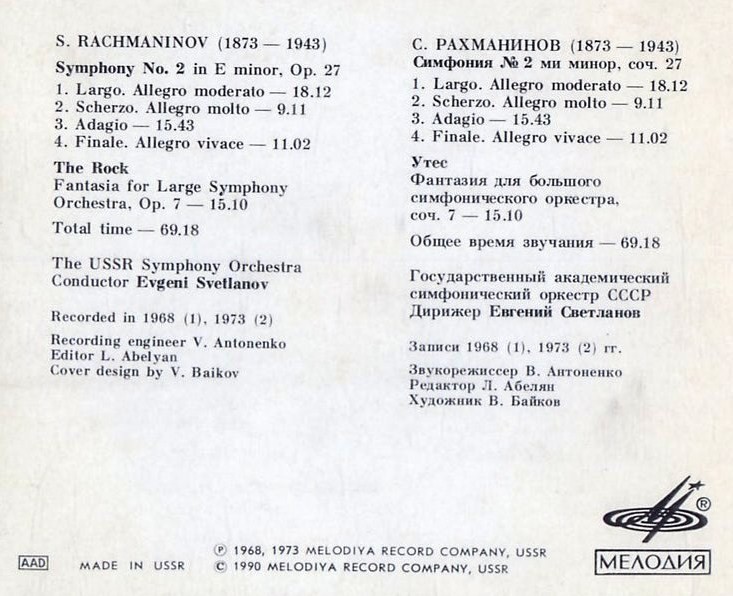 S. RACHMANINOV (1873 — 1943)
Symphony No. 2 in E minor, Op. 27
1. Largo. Allegro moderato — 18.12
2. Scherzo. Allegro molto — 9.11
3. Adagio — 15.43
4. Finale. Allegro vivace — 11.02
The Rock
Fantasia for Large Symphony
Orchestra, Op. 7 — 15.10
Total time — 69.18
The USSR Symphony Orchestra
Conductor Evgeni Svetlanov
Recorded in 1968 (1), 1973 (2)
Recording engineer V. Antonenko
Editor L. Abelyan
Cover design by V. Baikov
С. РАХМАНИНОВ (1873 — 1943)
Симфония № 2 ми минор, соч. 27
1. Largo. Allegro moderato — 18.12
2. Scherzo. Allegro molto — 9.11
3. Adagio — 15.43
4. Finale. Allegro vivace — 11.02
Утес
Фантазия для большого
симфонического оркестра,
соч. 7 — 15.10
Общее время звучания — 69.18
Государственный академический
симфонический оркестр СССР
Дирижер Евгений Светланов
Записи 1968 (1), 1973 (2) гг.
Звукорежиссер В. Антоненко
Редактор Л. Абелян
Художник В. Байков
AAD MADE IN USSR
Ⓟ 1968, 1973 MELODIYA RECORD COMPANY, USSR
© 1990 MELODIYA RECORD COMPANY, USSR
®
МЕЛОДИЯ